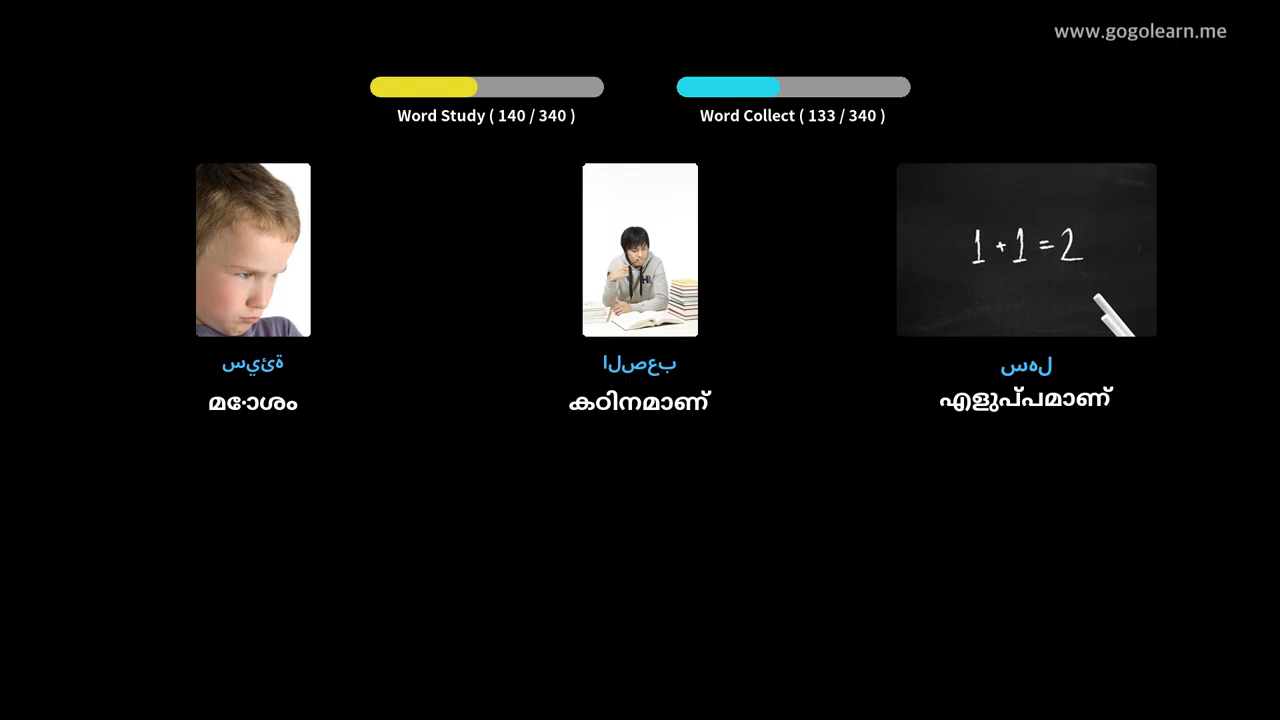 www.gogolearn.me
Word Study ( 140 / 340 )
Word Collect ( 133 / 340 )
سيئة
മോശം
الصعب
കഠിനമാണ്
سهل
എളുപ്പമാണ്
1 + 1 = 2